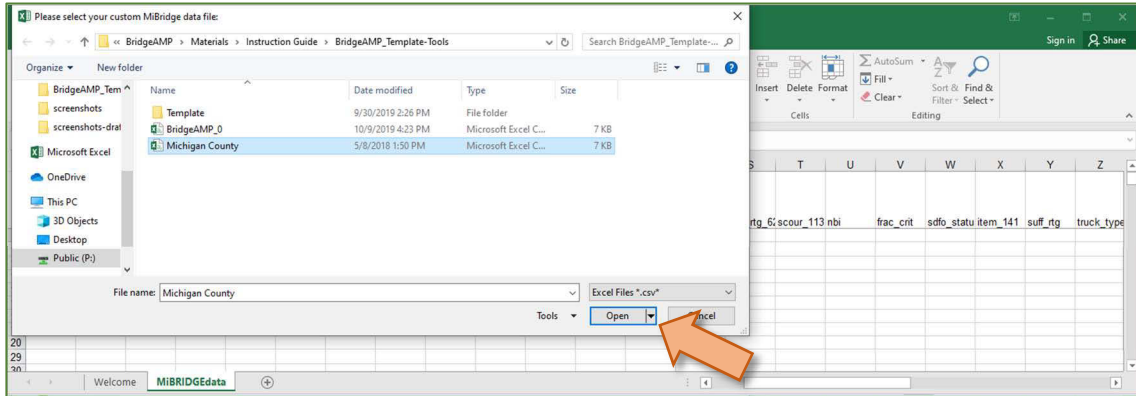 Please select your custom MiBridge data file:
« BridgeAMP > Materials > Instruction Guide > BridgeAMP_Template-Tools
Search BridgeAMP_Template-...
Organize
New folder
BridgeAMP_Tem
screenshots
screenshots-draf
Microsoft Excel
OneDrive
This PC
3D Objects
Desktop
Public (P:)
Name Date modified Type Size
Template 9/30/2019 2:26 PM File folder
BridgeAMP_0 10/9/2019 4:23 PM Microsoft Excel C... 7 KB
Michigan County 5/8/2018 1:50 PM Microsoft Excel C... 7 KB
File name: Michigan County
Excel Files *.csv*
Tools Open
Sign in Share
Insert Delete Format
Cells
AutoSum
Fill
Clear
Sort & Find &
Filter Select
Editing
T U V W X Y Z
scour_113 nbi frac_crit sdfo_statu item_141 suff_rtg truck_type
20
29
30
Welcome MiBRIDGEdata